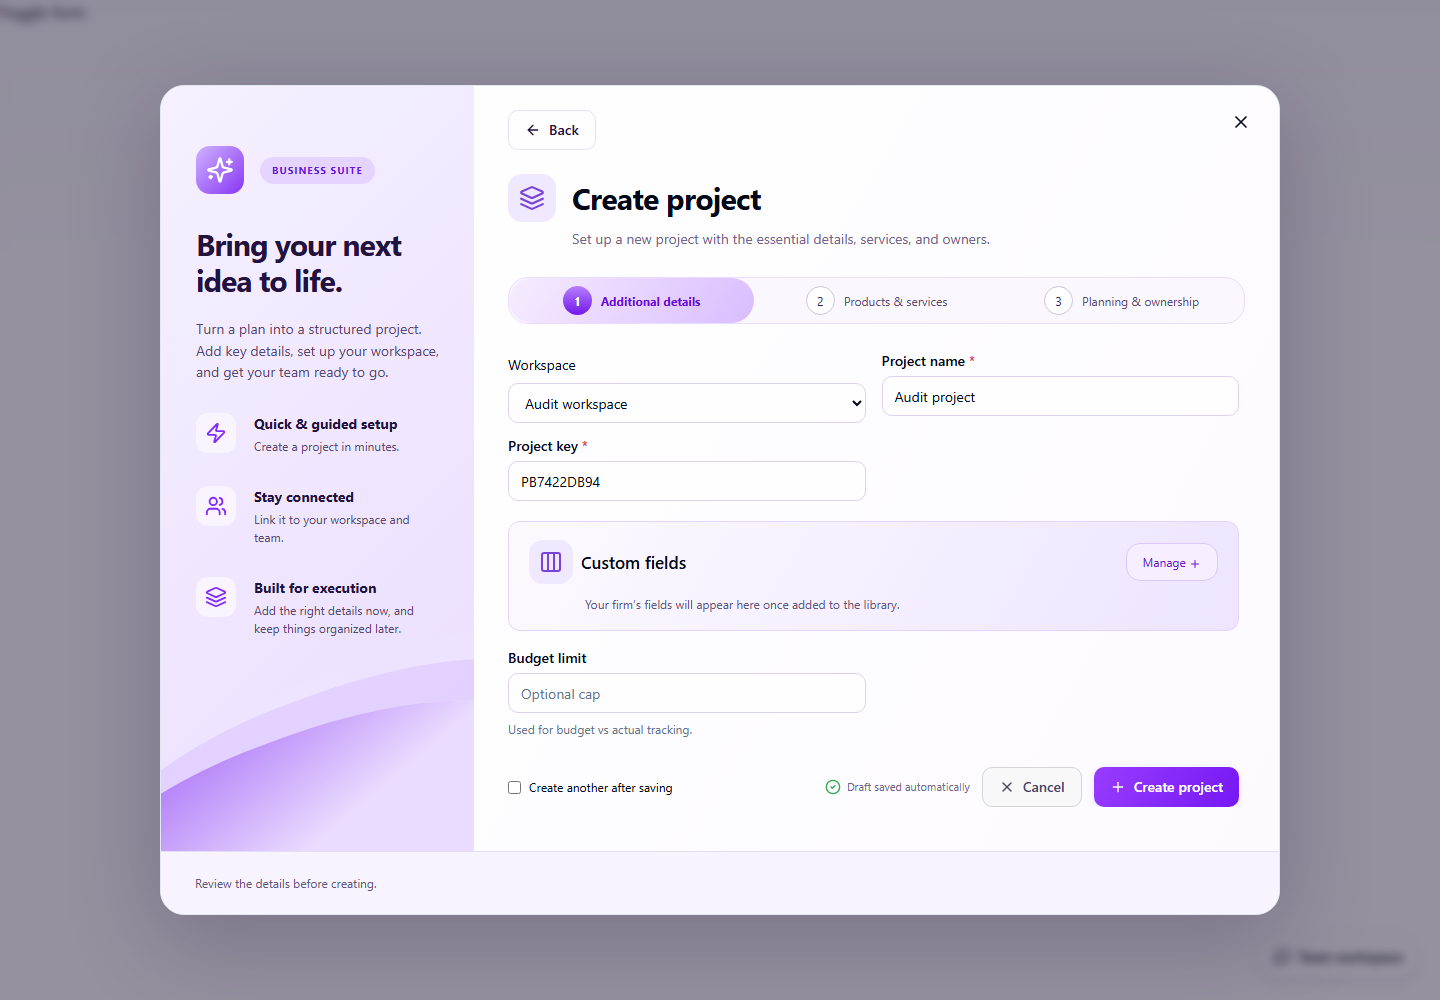 BUSINESS SUITE
Bring your next
idea to life.
Turn a plan into a structured project.
Add key details, set up your workspace,
and get your team ready to go.
Quick & guided setup
Create a project in minutes.
Stay connected
Link it to your workspace and
team.
Built for execution
Add the right details now, and
keep things organized later.
Back
Create project
Set up a new project with the essential details, services, and owners.
1 Additional details
2 Products & services
3 Planning & ownership
Workspace
Audit workspace
Project name *
Audit project
Project key *
PB7422DB94
Custom fields
Manage +
Your firm's fields will appear here once added to the library.
Budget limit
Optional cap
Used for budget vs actual tracking.
Create another after saving
Draft saved automatically
Cancel
Create project
Review the details before creating.
Team workspace